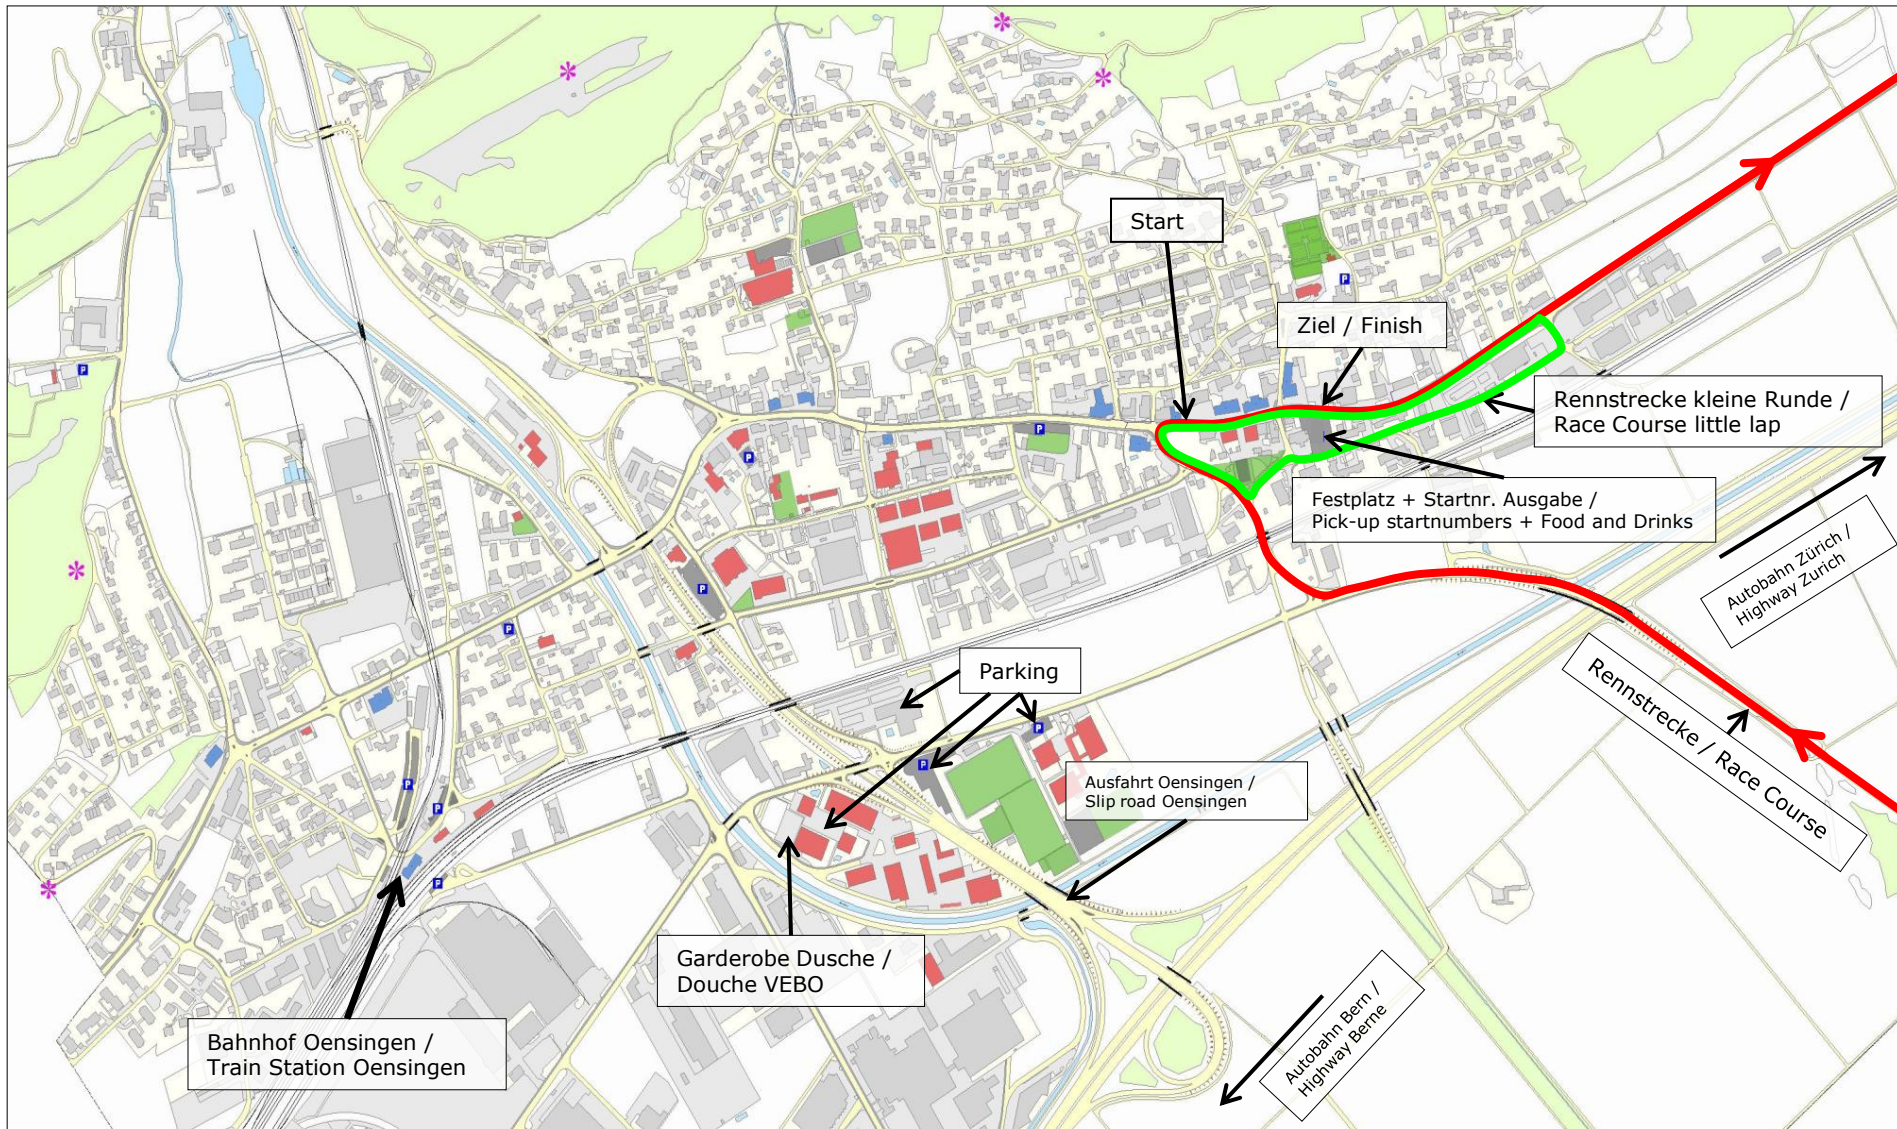 Start
Ziel / Finish
Rennstrecke kleine Runde /
Race Course little lap
Festplatz + Startnr. Ausgabe /
Pick-up startnumbers + Food and Drinks
Autobahn Zürich /
Highway Zurich
Parking
Rennstrecke / Race Course
Ausfahrt Oensingen /
Slip road Oensingen
Garderobe Dusche /
Douche VEBO
Bahnhof Oensingen /
Train Station Oensingen
Autobahn Bern /
Highway Berne
P
P
P
P
P
P
P
P
P
P
P